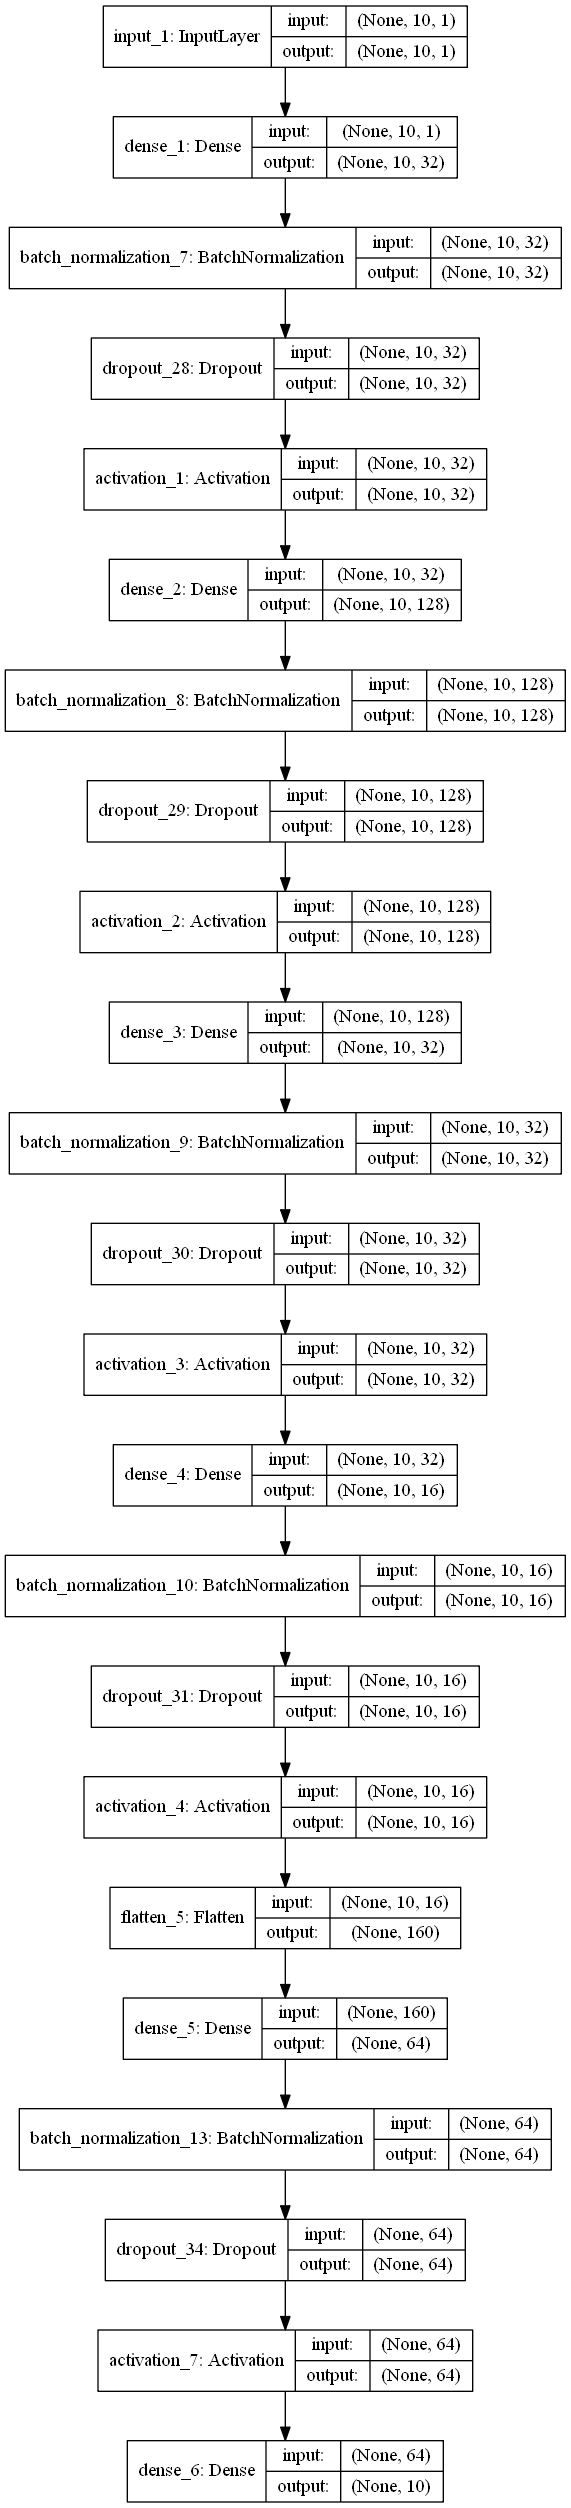 input_1: InputLayer
input: (None, 10, 1)
output: (None, 10, 1)
dense_1: Dense
input: (None, 10, 1)
output: (None, 10, 32)
batch_normalization_7: BatchNormalization
input: (None, 10, 32)
output: (None, 10, 32)
dropout_28: Dropout
input: (None, 10, 32)
output: (None, 10, 32)
activation_1: Activation
input: (None, 10, 32)
output: (None, 10, 32)
dense_2: Dense
input: (None, 10, 32)
output: (None, 10, 128)
batch_normalization_8: BatchNormalization
input: (None, 10, 128)
output: (None, 10, 128)
dropout_29: Dropout
input: (None, 10, 128)
output: (None, 10, 128)
activation_2: Activation
input: (None, 10, 128)
output: (None, 10, 128)
dense_3: Dense
input: (None, 10, 128)
output: (None, 10, 32)
batch_normalization_9: BatchNormalization
input: (None, 10, 32)
output: (None, 10, 32)
dropout_30: Dropout
input: (None, 10, 32)
output: (None, 10, 32)
activation_3: Activation
input: (None, 10, 32)
output: (None, 10, 32)
dense_4: Dense
input: (None, 10, 32)
output: (None, 10, 16)
batch_normalization_10: BatchNormalization
input: (None, 10, 16)
output: (None, 10, 16)
dropout_31: Dropout
input: (None, 10, 16)
output: (None, 10, 16)
activation_4: Activation
input: (None, 10, 16)
output: (None, 10, 16)
flatten_5: Flatten
input: (None, 10, 16)
output: (None, 160)
dense_5: Dense
input: (None, 160)
output: (None, 64)
batch_normalization_13: BatchNormalization
input: (None, 64)
output: (None, 64)
dropout_34: Dropout
input: (None, 64)
output: (None, 64)
activation_7: Activation
input: (None, 64)
output: (None, 64)
dense_6: Dense
input: (None, 64)
output: (None, 10)